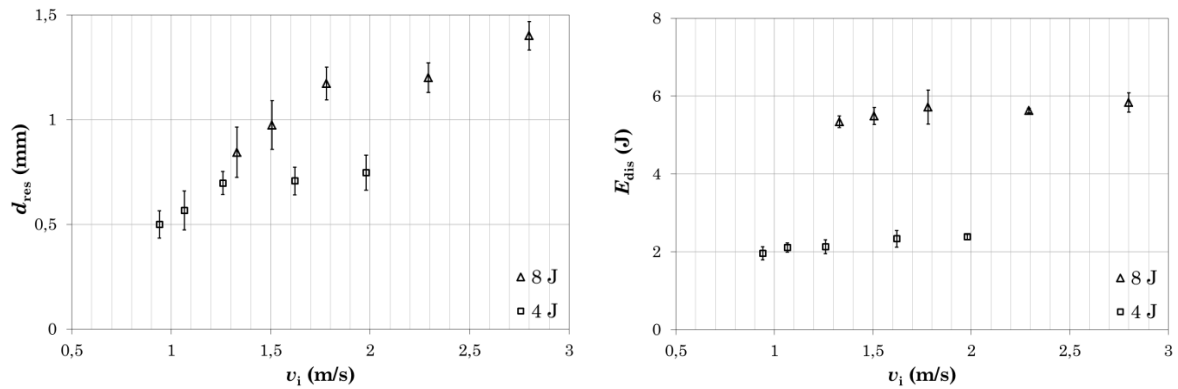 1,5
1
0,5
0
d_res (mm)
△ 8 J
□ 4 J
0,5 1 1,5 2 2,5 3
v_i (m/s)
8
6
4
2
0
E_dis (J)
△ 8 J
□ 4 J
0,5 1 1,5 2 2,5 3
v_i (m/s)